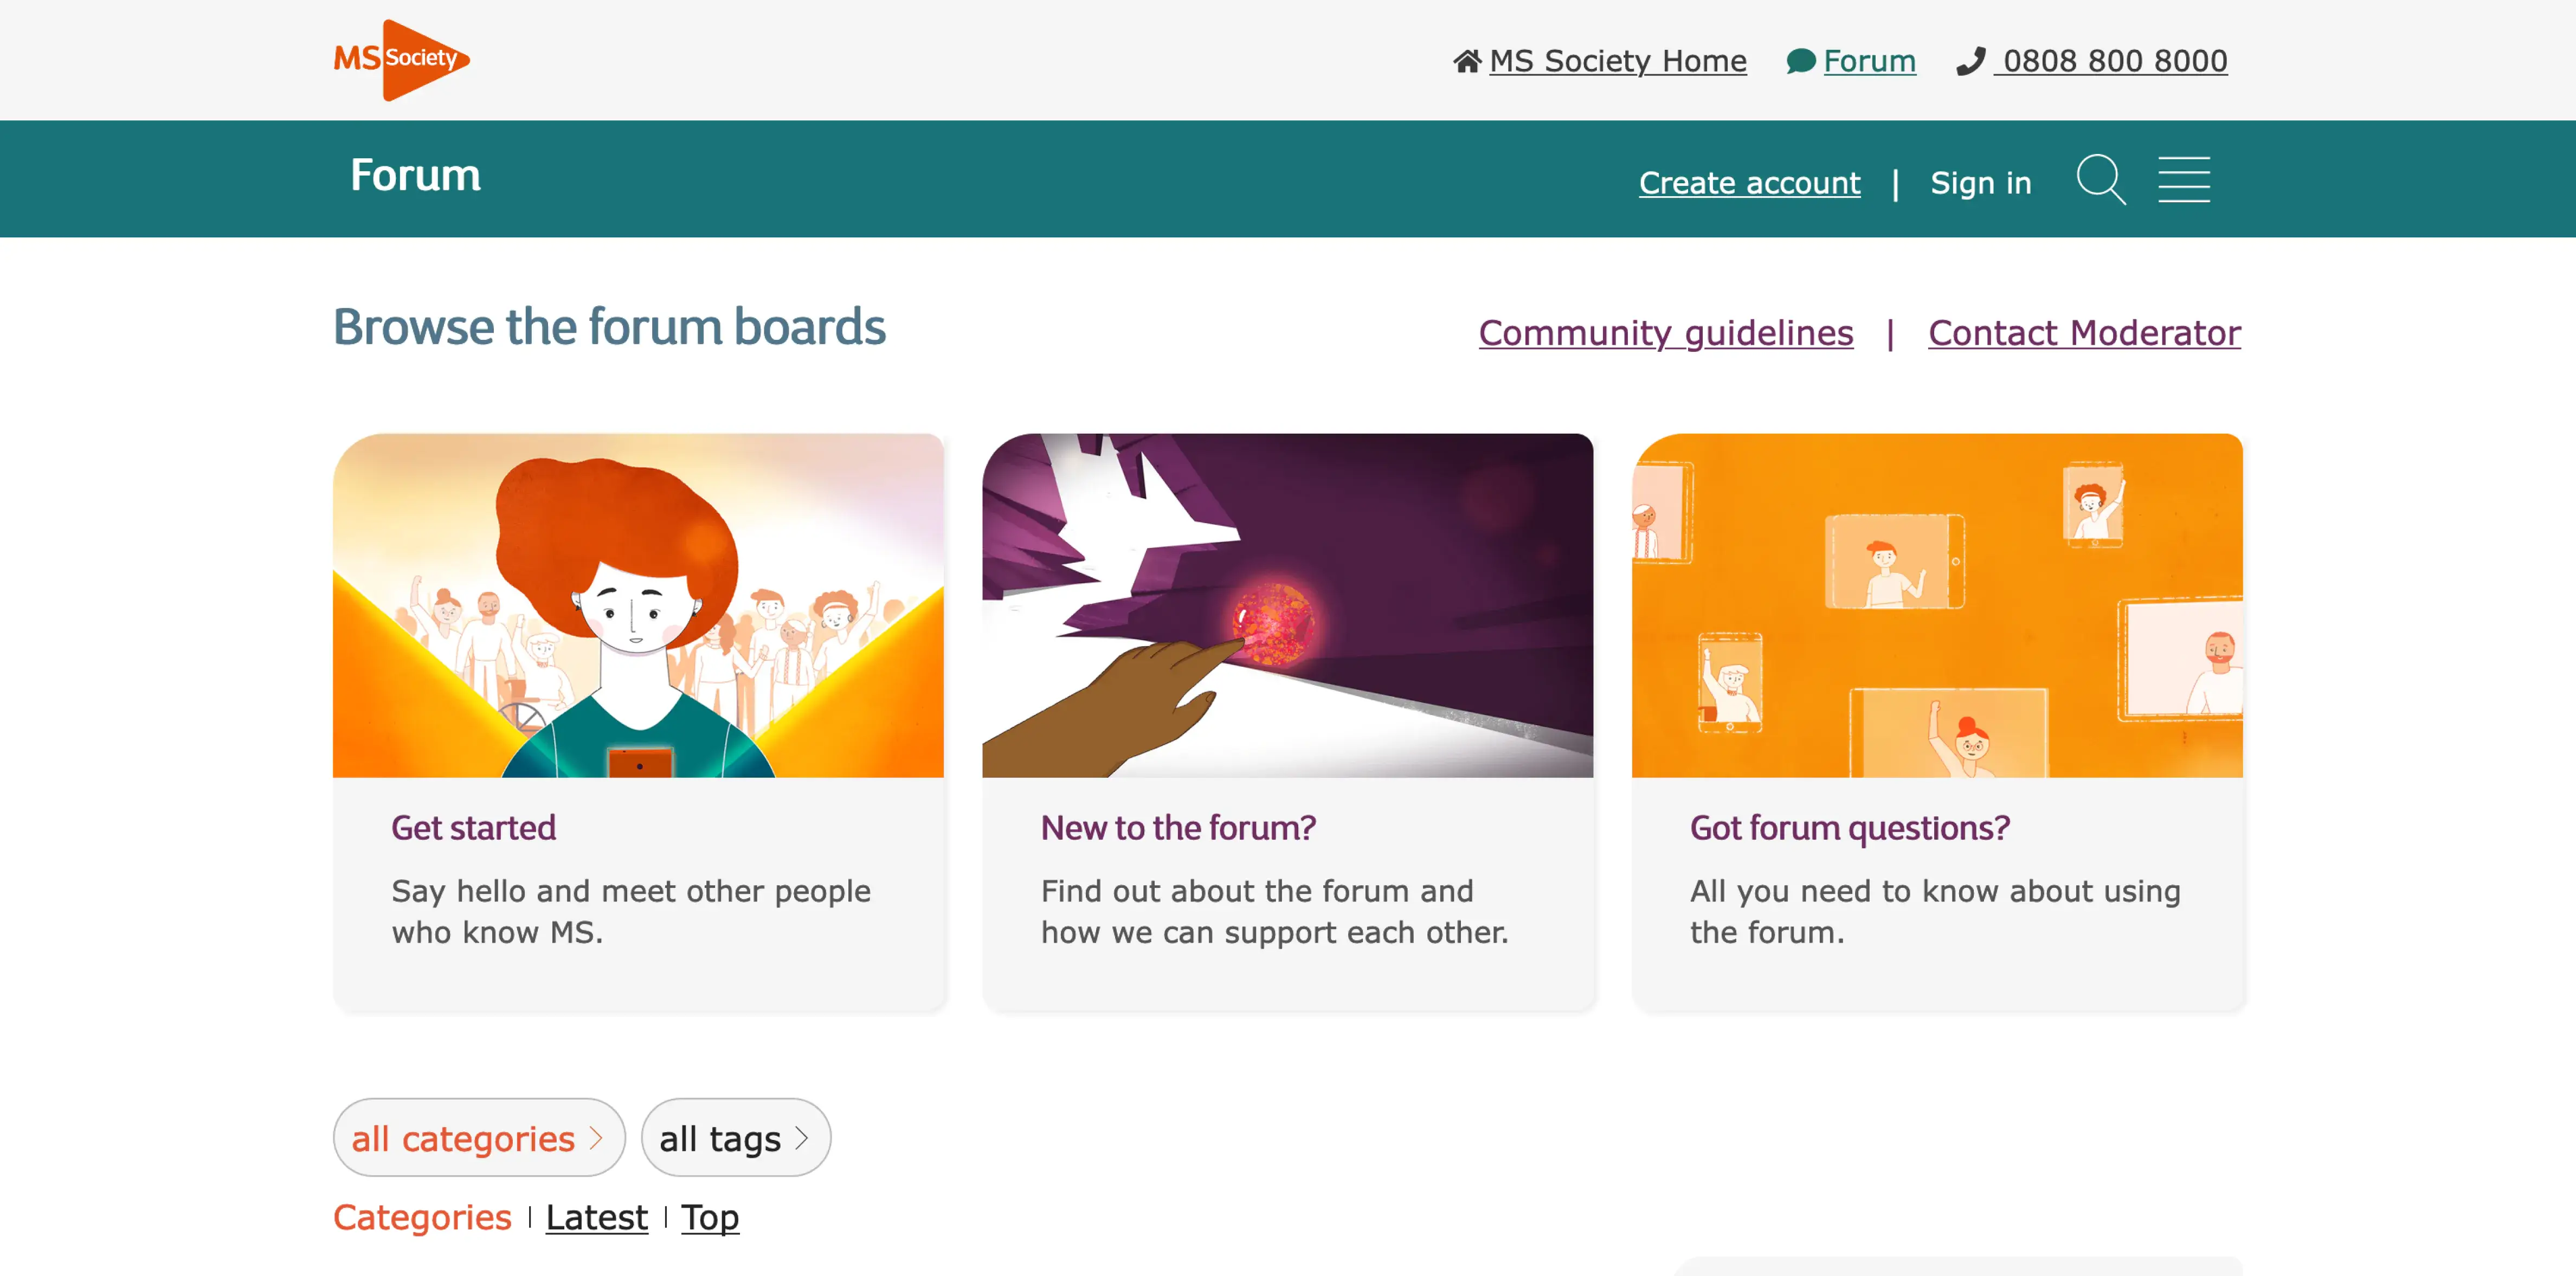 MS Society
MS Society Home Forum 0808 800 8000
Forum
Create account | Sign in
Browse the forum boards
Community guidelines | Contact Moderator
Get started
Say hello and meet other people
who know MS.
New to the forum?
Find out about the forum and
how we can support each other.
Got forum questions?
All you need to know about using
the forum.
all categories all tags
Categories | Latest | Top